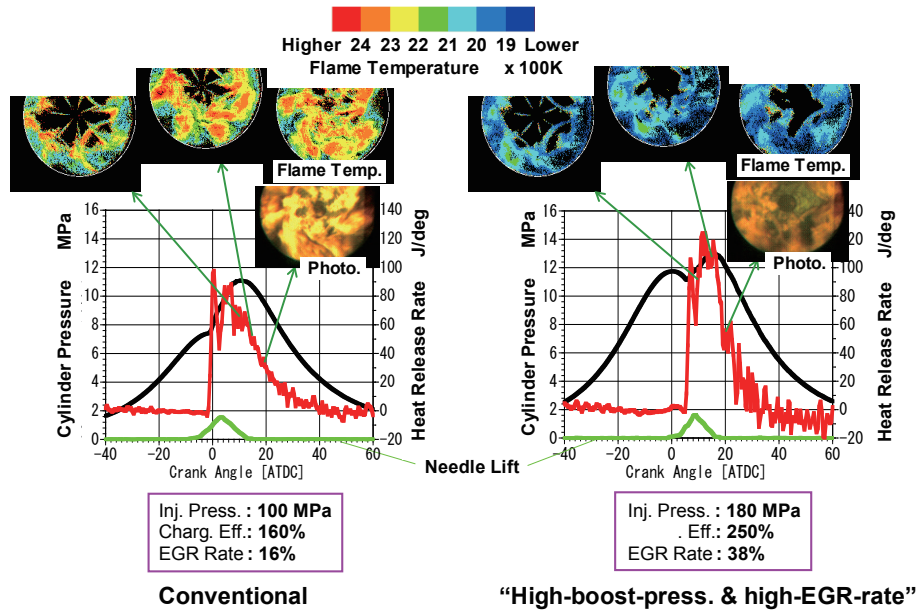 Higher 24 23 22 21 20 19 Lower
Flame Temperature x 100K
Flame Temp.
Photo.
16
14
12
10
8
6
4
2
0
Cylinder Pressure MPa
140
120
100
80
60
40
20
0
−20
Heat Release Rate J/deg
−40 −20 0 20 40 60
Crank Angle [ATDC]
Flame Temp.
Photo.
16
14
12
10
8
6
4
2
0
Cylinder Pressure MPa
40
20
100
80
60
40
20
0
−20
Heat Release Rate J/deg
−40 −20 0 20 40 60
Crank Angle [ATDC]
Needle Lift
Inj. Press. : 100 MPa
Charg. Eff.: 160%
EGR Rate : 16%
Inj. Press. : 180 MPa
. Eff.: 250%
EGR Rate : 38%
Conventional
“High-boost-press. & high-EGR-rate”